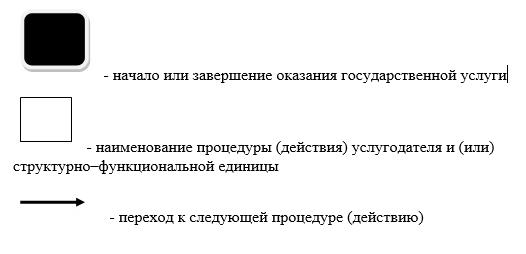 - начало или завершение оказания государственной услуги
- наименование процедуры (действия) услугодателя и (или)
структурно–функциональной единицы
- переход к следующей процедуре (действию)